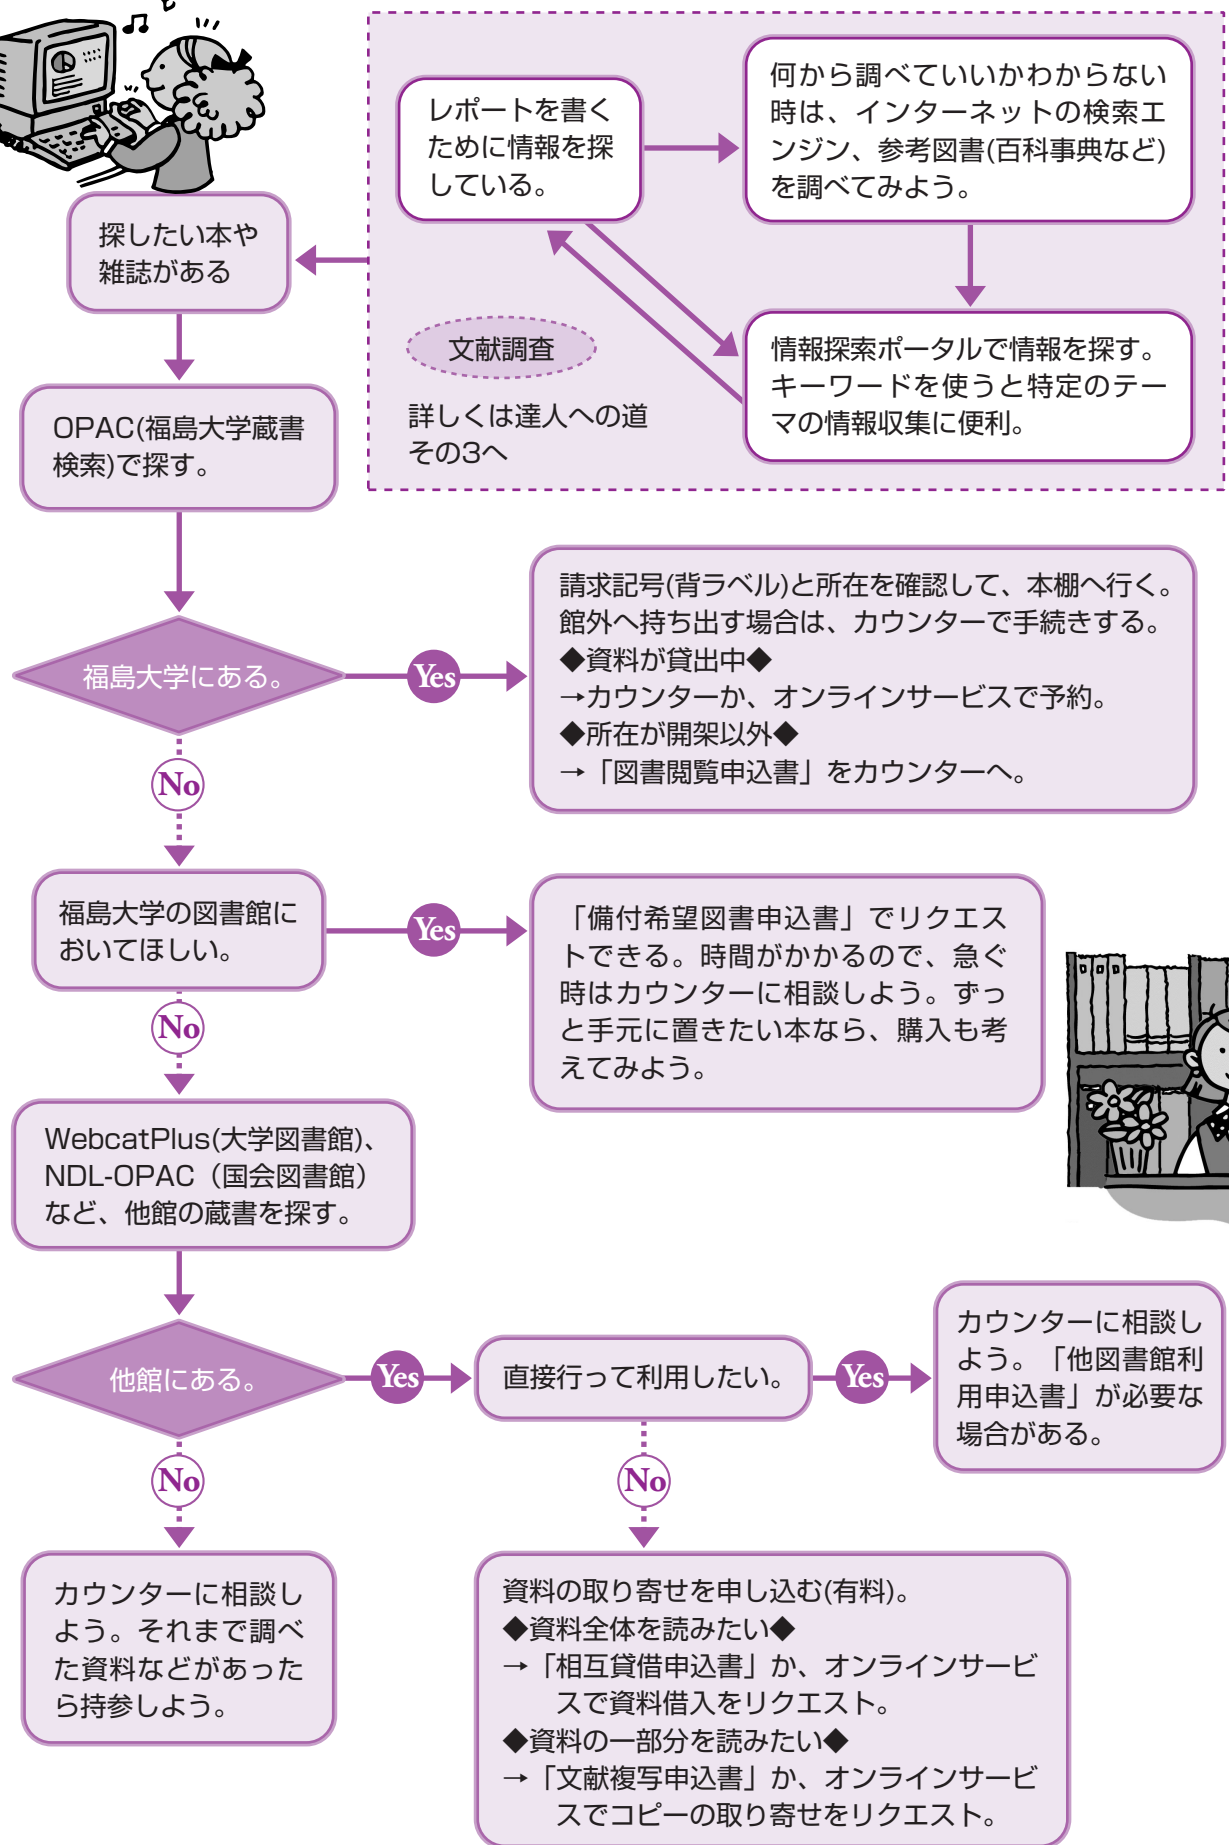 レポートを書く
ために情報を探
している。
何から調べていいかわからない
時は、インターネットの検索エ
ンジン、参考図書(百科事典など)
を調べてみよう。
探したい本や
雑誌がある
文献調査
詳しくは達人への道
その3へ
情報探索ポータルで情報を探す。
キーワードを使うと特定のテー
マの情報収集に便利。
OPAC(福島大学蔵書
検索)で探す。
福島大学にある。
Yes
請求記号(背ラベル)と所在を確認して、本棚へ行く。
館外へ持ち出す場合は、カウンターで手続きする。
◆資料が貸出中◆
→カウンターか、オンラインサービスで予約。
◆所在が開架以外◆
→「図書閲覧申込書」をカウンターへ。
No
福島大学の図書館に
おいてほしい。
Yes
「備付希望図書申込書」でリクエス
トできる。時間がかかるので、急ぐ
時はカウンターに相談しよう。ずっ
と手元に置きたい本なら、購入も考
えてみよう。
No
WebcatPlus(大学図書館)、
NDL-OPAC（国会図書館）
など、他館の蔵書を探す。
他館にある。
Yes
直接行って利用したい。
Yes
カウンターに相談し
よう。「他図書館利
用申込書」が必要な
場合がある。
No
No
カウンターに相談し
よう。それまで調べ
た資料などがあった
ら持参しよう。
資料の取り寄せを申し込む(有料)。
◆資料全体を読みたい◆
→「相互貸借申込書」か、オンラインサービ
スで資料借入をリクエスト。
◆資料の一部分を読みたい◆
→「文献複写申込書」か、オンラインサービ
スでコピーの取り寄せをリクエスト。